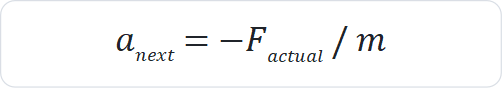 a_next = −F_actual / m